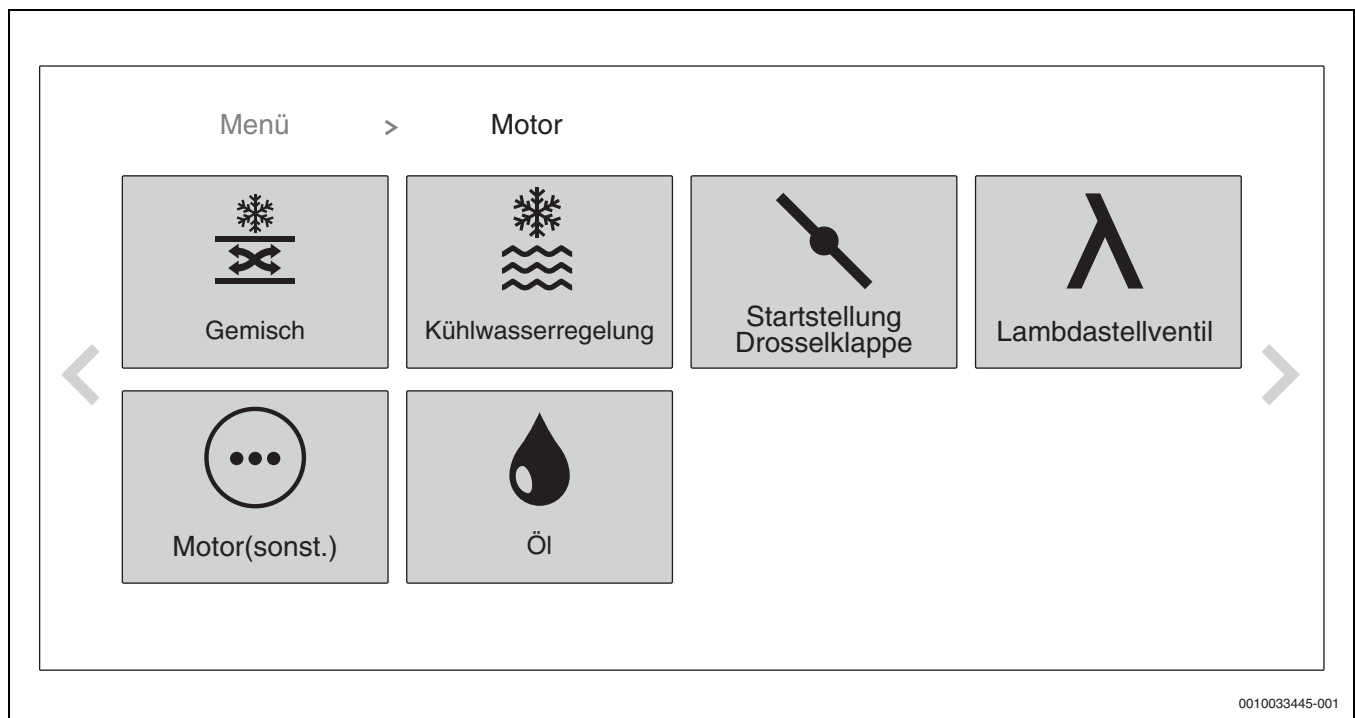 Menü > Motor
Gemisch
Kühlwasserregelung
Startstellung
Drosselklappe
Lambdastellventil
Motor(sonst.)
Öl
0010033445-001